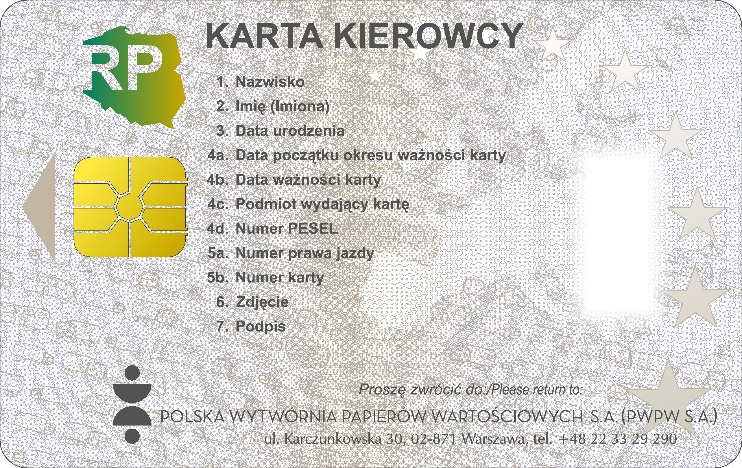 RP
KARTA KIEROWCY
1. Nazwisko
2. Imię (Imiona)
3. Data urodzenia
4a. Data początku okresu ważności karty
4b. Data ważności karty
4c. Podmiot wydający kartę
4d. Numer PESEL
5a. Numer prawa jazdy
5b. Numer karty
6. Zdjęcie
7. Podpis
Proszę zwrócić do:/Please return to:
POLSKA WYTWÓRNIA PAPIERÓW WARTOŚCIOWYCH S.A. (PWPW S.A.)
ul. Karczunkowska 30, 02-871 Warszawa, tel. +48 22 33 29 290